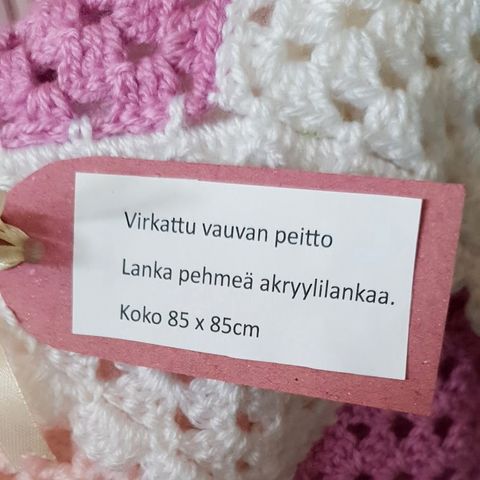 Virkattu vauvan peitto
Lanka pehmeä akryylilankaa.
Koko 85 x 85cm